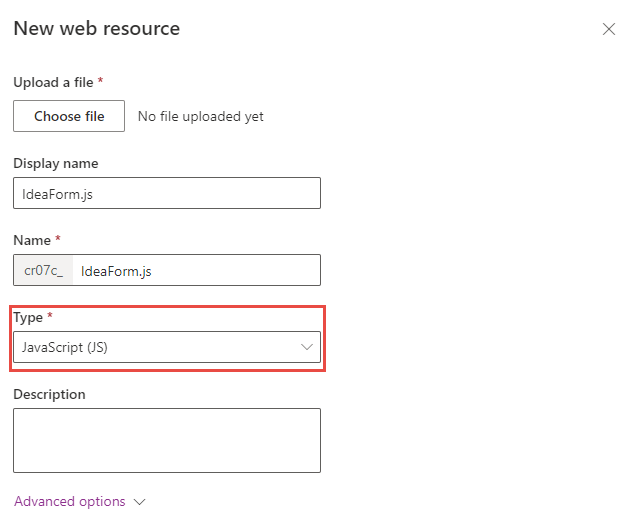 New web resource
Upload a file *
Choose file No file uploaded yet
Display name
IdeaForm.js
Name *
cr07c_ IdeaForm.js
Type *
JavaScript (JS)
Description
Advanced options